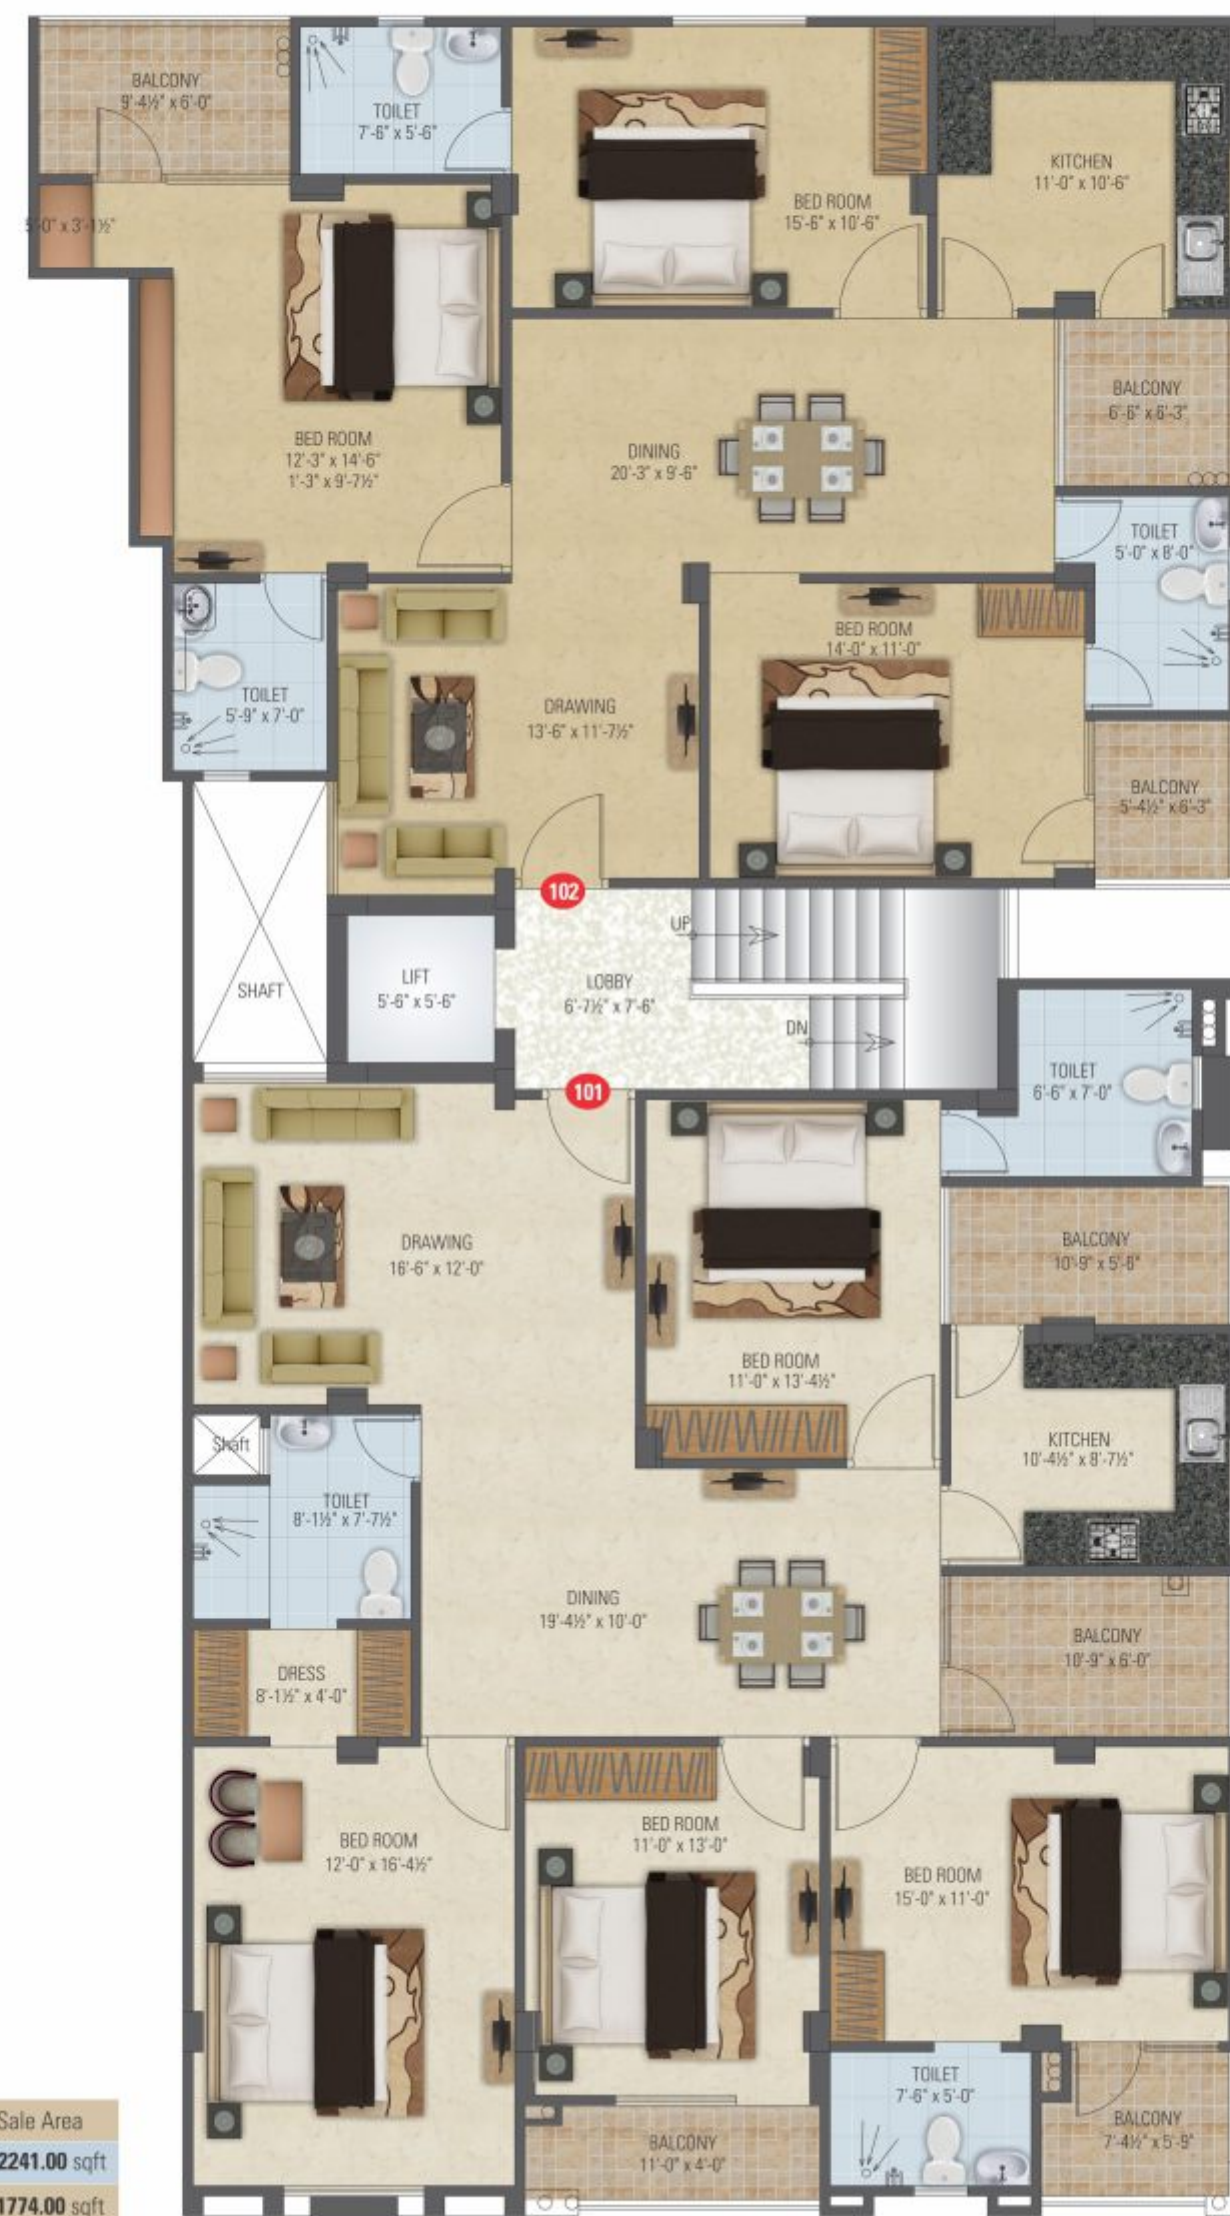 BALCONY
9'-4½" x 6'-0"
TOILET
7'-6" x 5'-6"
BED ROOM
15'-6" x 10'-6"
KITCHEN
11'-0" x 10'-6"
5'-0" x 3'-1½"
BED ROOM
12'-3" x 14'-6"
1'-3" x 9'-7½"
DINING
20'-3" x 9'-6"
BALCONY
6'-6" x 6'-3"
TOILET
5'-0" x 8'-0"
BED ROOM
14'-0" x 11'-0"
TOILET
5'-9" x 7'-0"
DRAWING
13'-6" x 11'-7½"
BALCONY
5'-4½" x 6'-3"
102
UP
SHAFT
LIFT
5'-6" x 5'-6"
LOBBY
6'-7½" x 7'-6"
DN
101
TOILET
6'-6" x 7'-0"
DRAWING
16'-6" x 12'-0"
BALCONY
10'-9" x 5'-6"
BED ROOM
11'-0" x 13'-4½"
Shaft
KITCHEN
10'-4½" x 8'-7½"
TOILET
8'-1½" x 7'-7½"
DINING
19'-4½" x 10'-0"
BALCONY
10'-9" x 6'-0"
DRESS
8'-1½" x 4'-0"
BED ROOM
12'-0" x 16'-4½"
BED ROOM
11'-0" x 13'-0"
BED ROOM
15'-0" x 11'-0"
TOILET
7'-6" x 5'-0"
BALCONY
11'-0" x 4'-0"
BALCONY
7'-4½" x 5'-9"
Sale Area
2241.00 sqft
1774.00 sqft